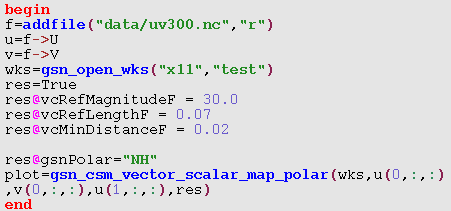 begin
f=addfile("data/uv300.nc","r")
u=f->U
v=f->V
wks=gsn_open_wks("x11","test")
res=True
res@vcRefMagnitudeF = 30.0
res@vcRefLengthF = 0.07
res@vcMinDistanceF = 0.02
res@gsnPolar="NH"
plot=gsn_csm_vector_scalar_map_polar(wks,u(0,:,:)
,v(0,:,:),u(1,:,:),res)
end